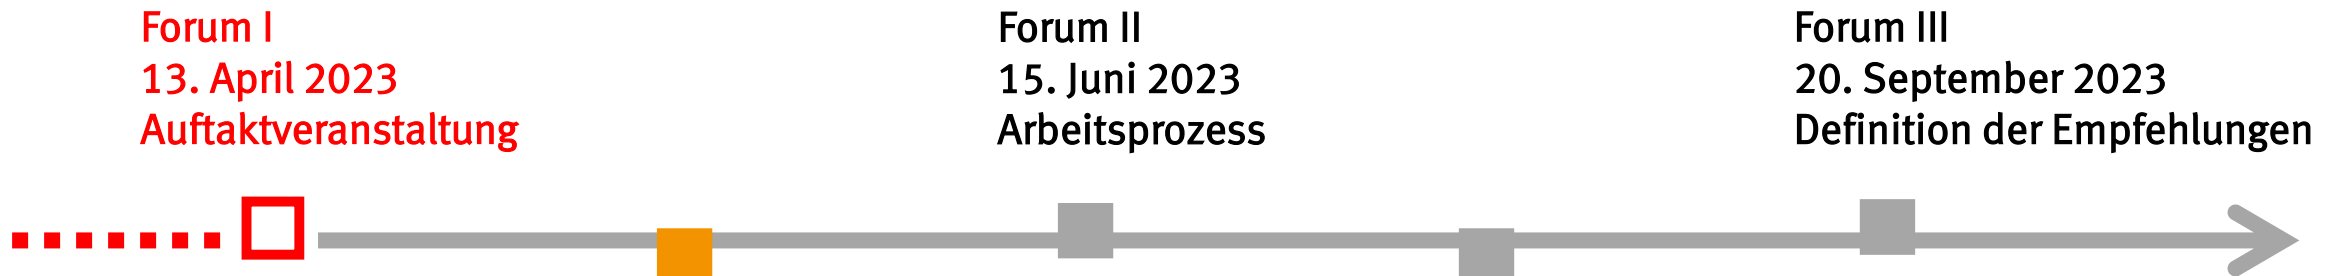 Forum I
13. April 2023
Auftaktveranstaltung
Forum II
15. Juni 2023
Arbeitsprozess
Forum III
20. September 2023
Definition der Empfehlungen